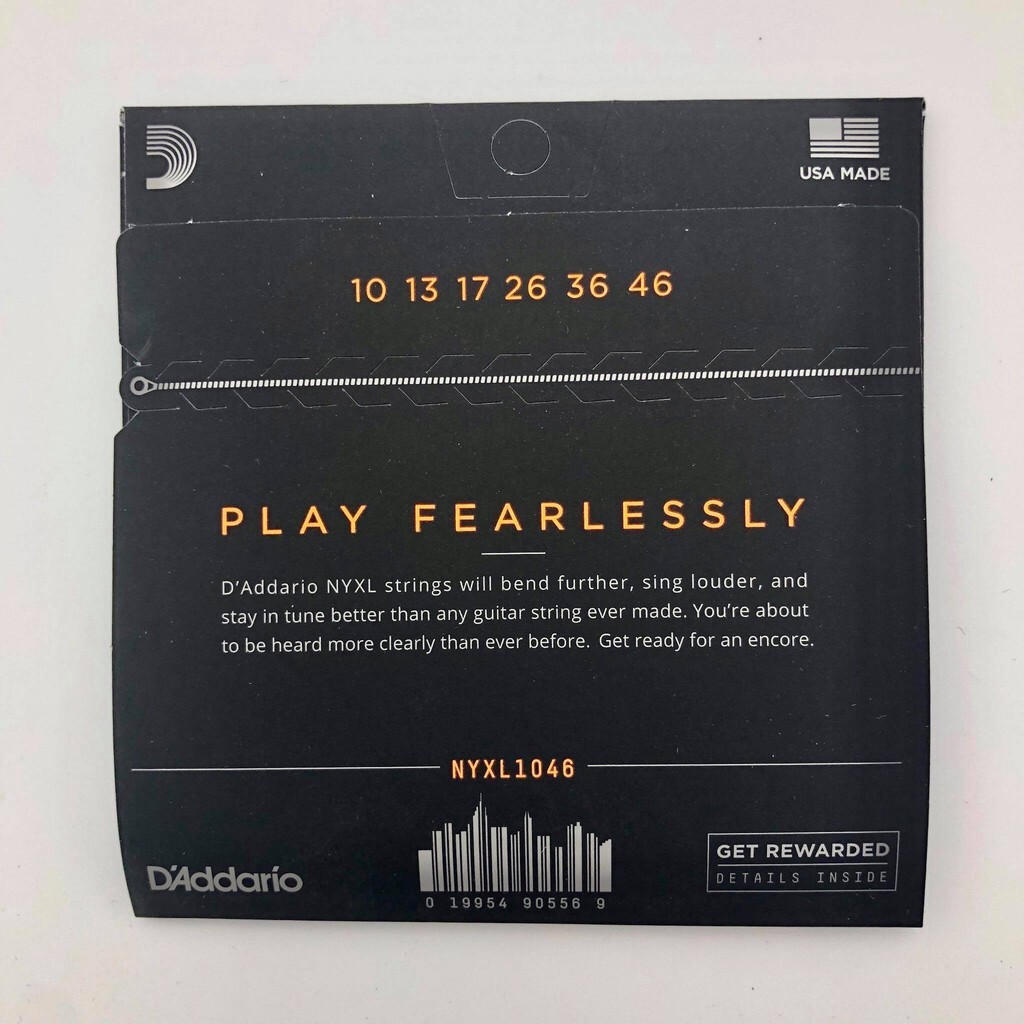 USA MADE
10 13 17 26 36 46
PLAY FEARLESSLY
D'Addario NYXL strings will bend further, sing louder, and
stay in tune better than any guitar string ever made. You're about
to be heard more clearly than ever before. Get ready for an encore.
NYXL1046
D'Addario
0 19954 90556 9
GET REWARDED
DETAILS INSIDE